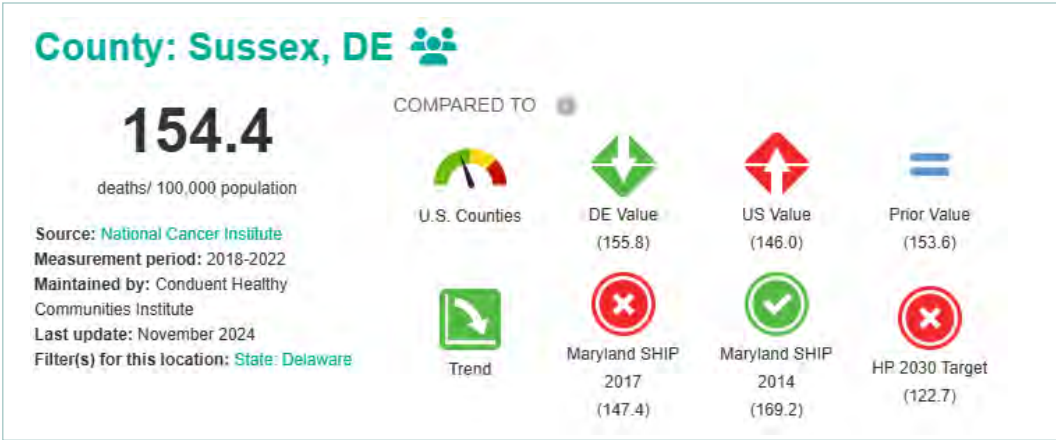 County: Sussex, DE
154.4
deaths/ 100,000 population
Source: National Cancer Institute
Measurement period: 2018-2022
Maintained by: Conduent Healthy
Communities Institute
Last update: November 2024
Filter(s) for this location: State: Delaware
COMPARED TO
U.S. Counties
DE Value
(155.8)
US Value
(146.0)
Prior Value
(153.6)
Trend
Maryland SHIP
2017
(147.4)
Maryland SHIP
2014
(169.2)
HP 2030 Target
(122.7)